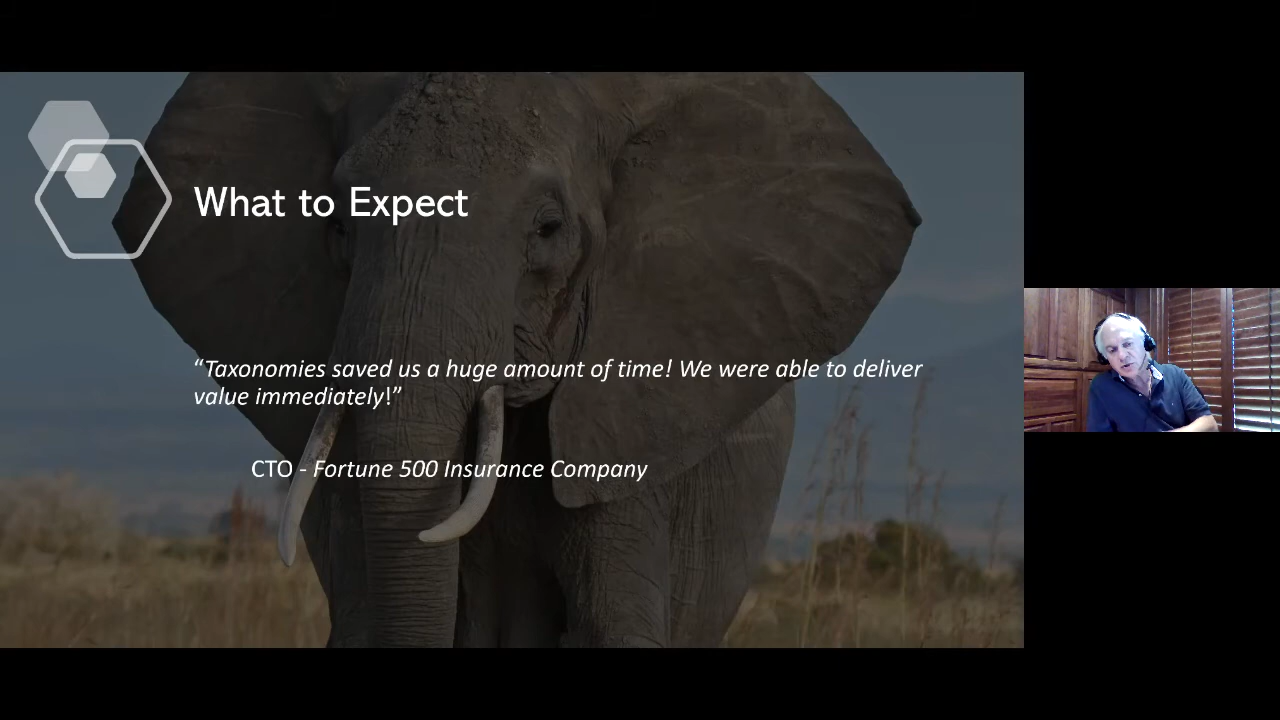 What to Expect
“Taxonomies saved us a huge amount of time! We were able to deliver
value immediately!”
CTO - Fortune 500 Insurance Company